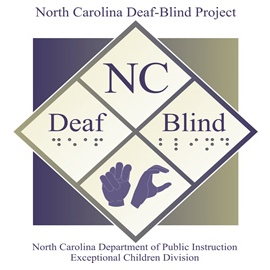 North Carolina Deaf-Blind Project
NC
Deaf Blind
North Carolina Department of Public Instruction
Exceptional Children Division